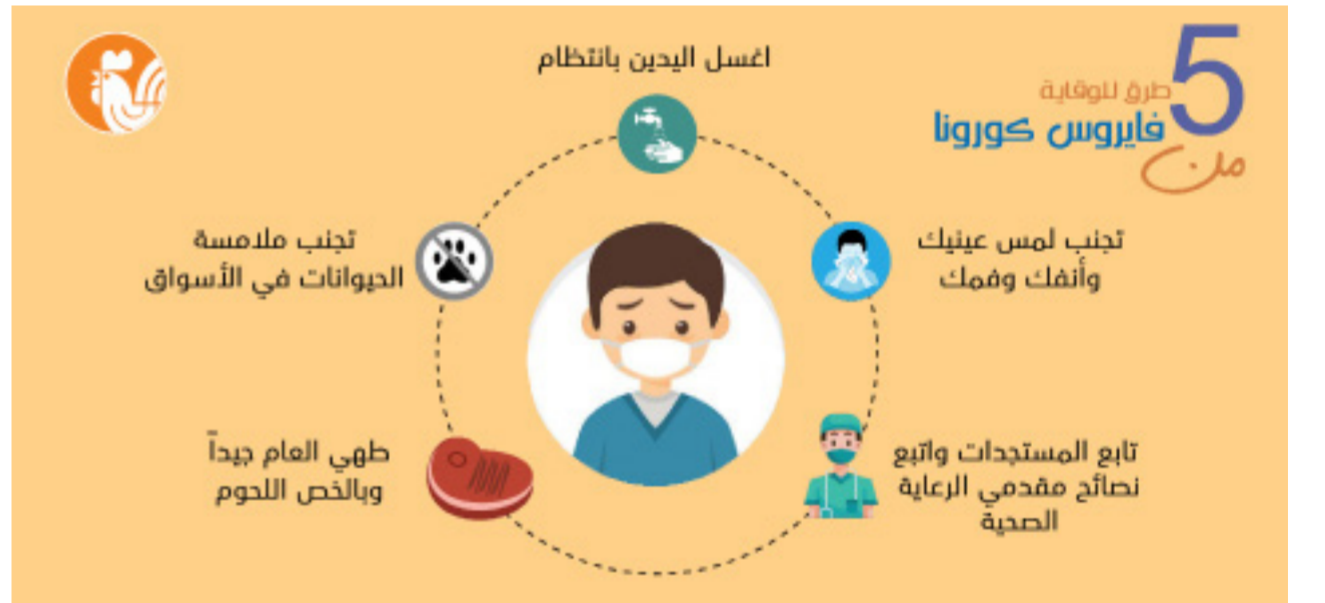 5
طرق للوقاية
من
فايروس كورونا
اغسل اليدين بانتظام
تجنب لمس عينيك
وأنفك وفمك
تابع المستجدات واتبع
نصائح مقدمي الرعاية
الصحية
طهي العام جيداً
وبالخص اللحوم
تجنب ملامسة
الحيوانات في الأسواق